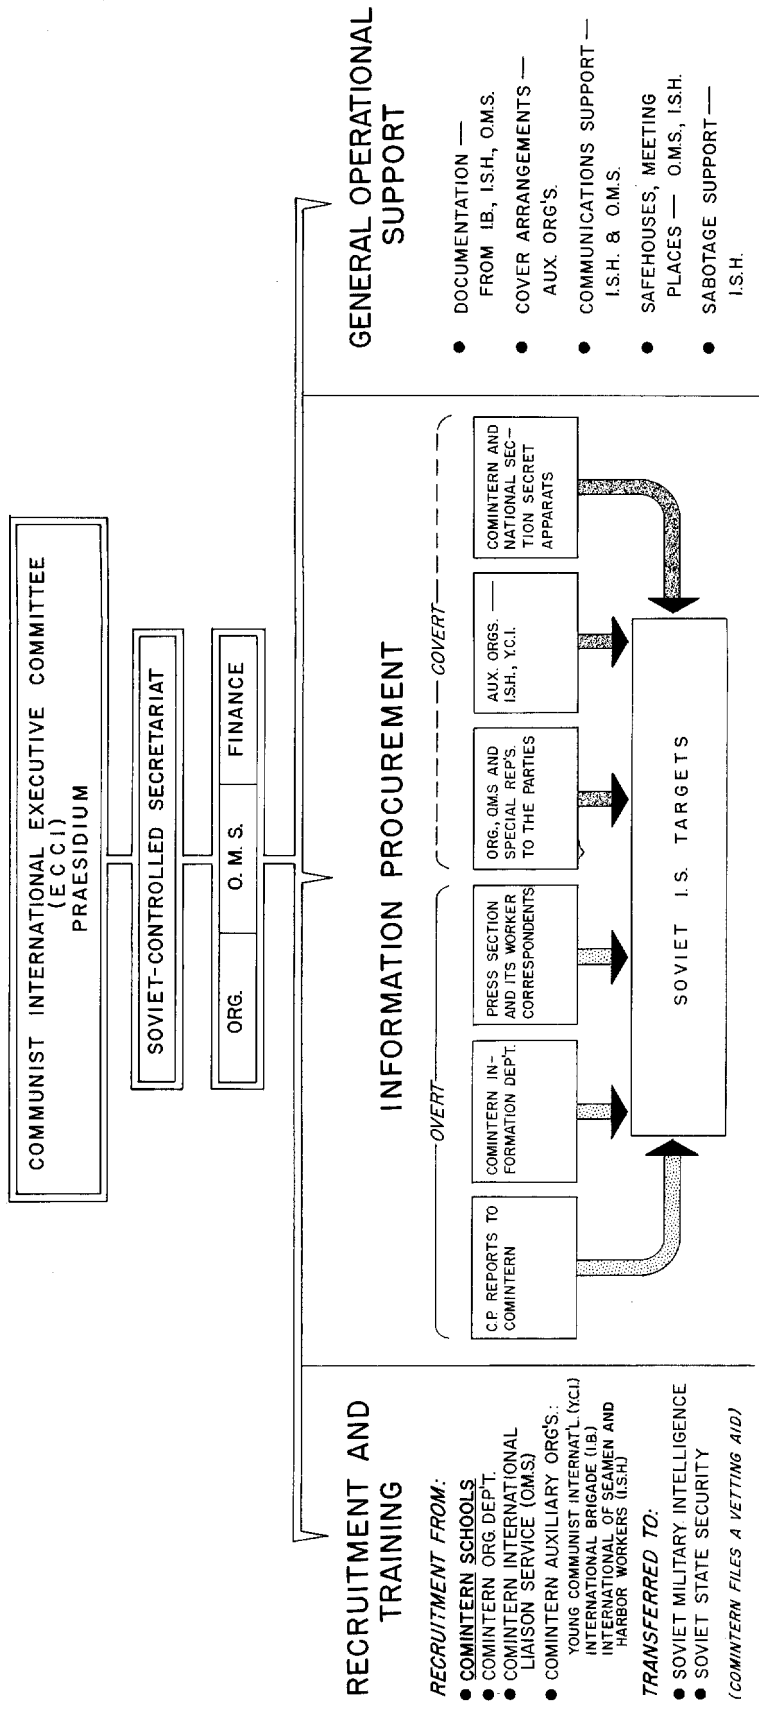 COMMUNIST INTERNATIONAL EXECUTIVE COMMITTEE
(ECCI)
PRAESIDIUM
SOVIET-CONTROLLED SECRETARIAT
ORG.
O.M.S.
FINANCE
RECRUITMENT AND
TRAINING
RECRUITMENT FROM:
● COMINTERN SCHOOLS
● COMINTERN ORG. DEP'T.
● COMINTERN INTERNATIONAL
LIAISON SERVICE (O.M.S.)
● COMINTERN AUXILIARY ORG'S.:
YOUNG COMMUNIST INTERNAT'L. (Y.C.I.)
INTERNATIONAL BRIGADE (I.B.)
INTERNATIONAL OF SEAMEN AND
HARBOR WORKERS (I.S.H.)
TRANSFERRED TO:
● SOVIET MILITARY INTELLIGENCE
● SOVIET STATE SECURITY
(COMINTERN FILES A VETTING AID)
INFORMATION PROCUREMENT
OVERT
COVERT
C.P. REPORTS TO
COMINTERN
COMINTERN IN-
FORMATION DEP'T.
PRESS SECTION
AND ITS WORKER
CORRESPONDENTS
ORG., O.M.S AND
SPECIAL REP'S.
TO THE PARTIES
AUX. ORGS. —
I.S.H., Y.C.I.
COMINTERN AND
NATIONAL SEC-
TION SECRET
APPARATS
SOVIET I.S. TARGETS
GENERAL OPERATIONAL
SUPPORT
● DOCUMENTATION —
FROM I.B., I.S.H., O.M.S.
● COVER ARRANGEMENTS —
AUX. ORG'S.
● COMMUNICATIONS SUPPORT —
I.S.H. & O.M.S.
● SAFEHOUSES, MEETING
PLACES — O.M.S., I.S.H.
● SABOTAGE SUPPORT —
I.S.H.